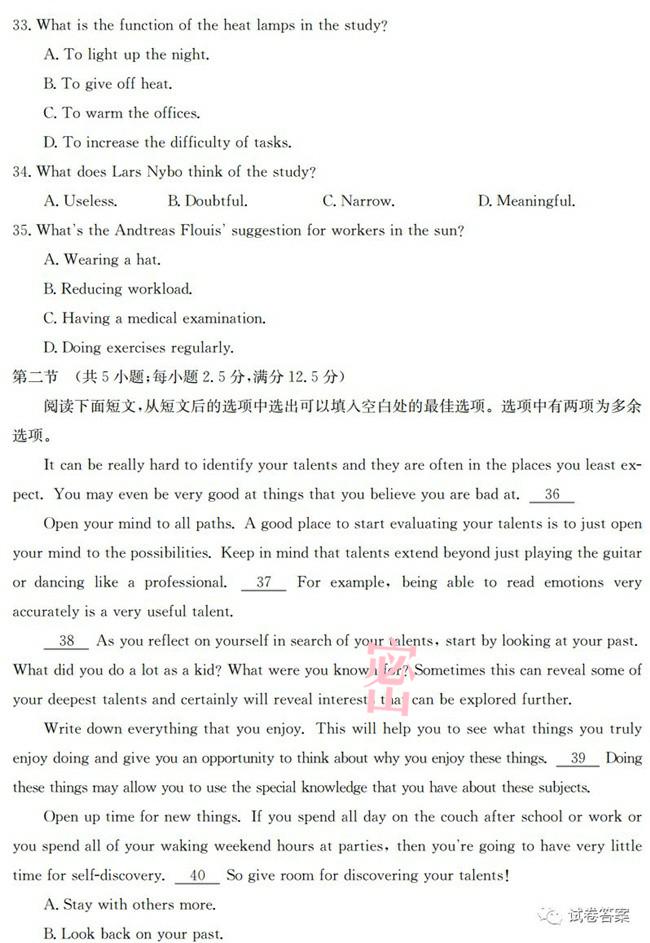 33. What is the function of the heat lamps in the study?
A. To light up the night.
B. To give off heat.
C. To warm the offices.
D. To increase the difficulty of tasks.
34. What does Lars Nybo think of the study?
A. Useless. B. Doubtful. C. Narrow. D. Meaningful.
35. What's the Andtreas Flouis' suggestion for workers in the sun?
A. Wearing a hat.
B. Reducing workload.
C. Having a medical examination.
D. Doing exercises regularly.
第二节 (共5小题;每小题2.5分,满分12.5分)
阅读下面短文,从短文后的选项中选出可以填入空白处的最佳选项。选项中有两项为多余
选项。
It can be really hard to identify your talents and they are often in the places you least ex-
pect. You may even be very good at things that you believe you are bad at. 36
Open your mind to all paths. A good place to start evaluating your talents is to just open
your mind to the possibilities. Keep in mind that talents extend beyond just playing the guitar
or dancing like a professional. 37 For example, being able to read emotions very
accurately is a very useful talent.
38 As you reflect on yourself in search of your talents, start by looking at your past.
What did you do a lot as a kid? What were you known for? Sometimes this can reveal some of
your deepest talents and certainly will reveal interests that can be explored further.
Write down everything that you enjoy. This will help you to see what things you truly
enjoy doing and give you an opportunity to think about why you enjoy these things. 39 Doing
these things may allow you to use the special knowledge that you have about these subjects.
Open up time for new things. If you spend all day on the couch after school or work or
you spend all of your waking weekend hours at parties, then you're going to have very little
time for self-discovery. 40 So give room for discovering your talents!
A. Stay with others more.
B. Look back on your past.
试卷答案